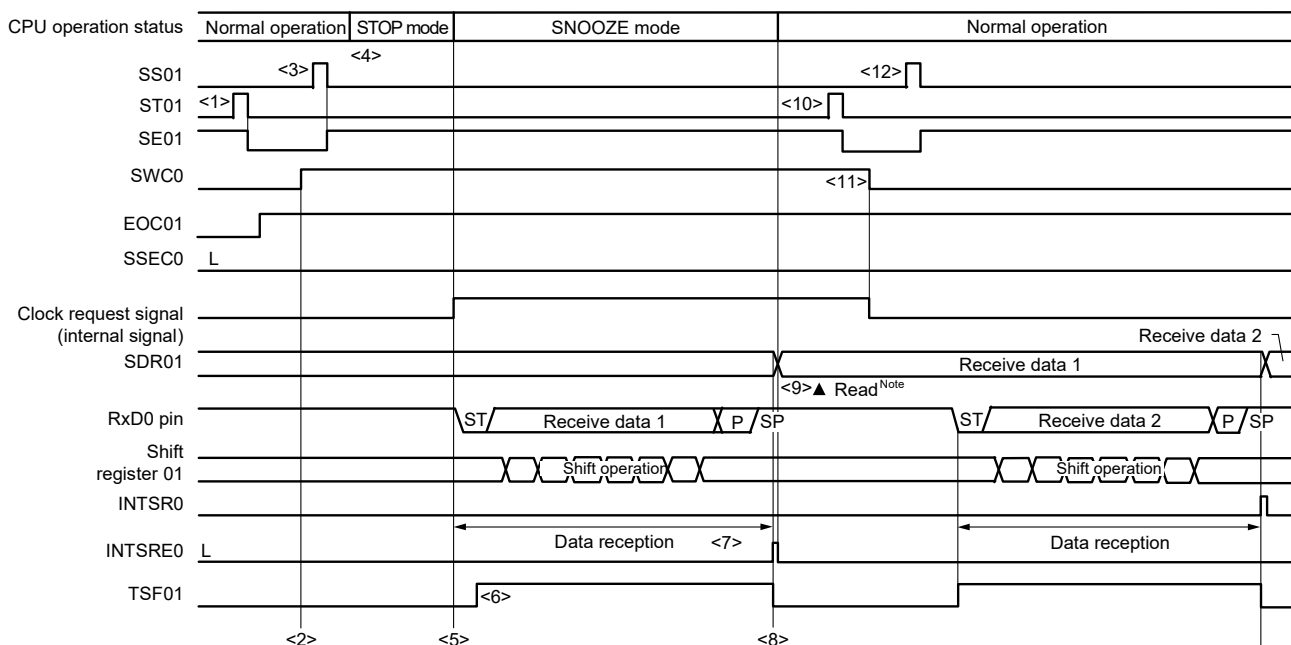 CPU operation status Normal operation STOP mode SNOOZE mode Normal operation
<4>
SS01 <3> <12>
ST01 <1> <10>
SE01
SWC0 <11>
EOC01
SSEC0 L
Clock request signal
(internal signal)
Receive data 2
SDR01 Receive data 1
<9>▲ Read Note
RxD0 pin ST Receive data 1 P SP ST Receive data 2 P SP
Shift
register 01 Shift operation Shift operation
INTSR0
Data reception <7> Data reception
INTSRE0 L
TSF01 <6>
<2> <5> <8>